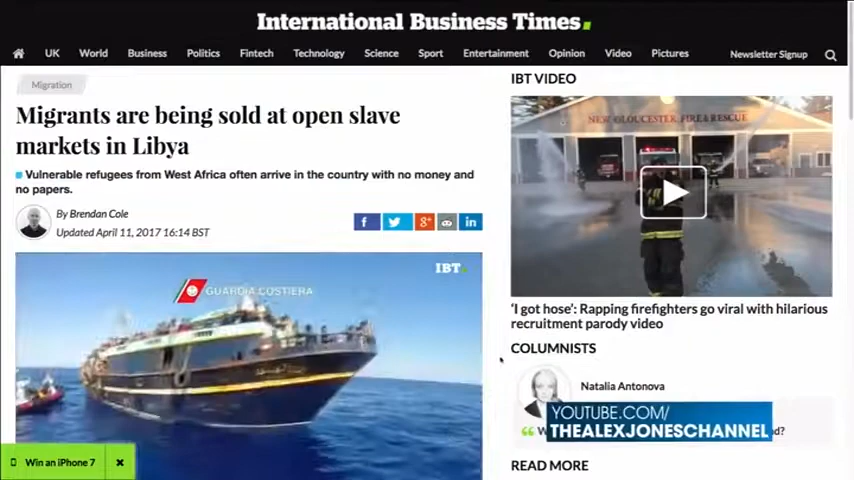 International Business Times.
UK World Business Politics Fintech Technology Science Sport Entertainment Opinion Video Pictures Newsletter Signup
Migration
Migrants are being sold at open slave
markets in Libya
Vulnerable refugees from West Africa often arrive in the country with no money and
no papers.
By Brendan Cole
Updated April 11, 2017 16:14 BST
f
g+
in
GUARDIA COSTIERA
IBT.
Win an iPhone 7 x
IBT VIDEO
NEW GLOUCESTER FIRE & RESCUE
'I got hose': Rapping firefighters go viral with hilarious
recruitment parody video
COLUMNISTS
Natalia Antonova
YOUTUBE.COM/
THEALEXJONESCHANNEL
READ MORE